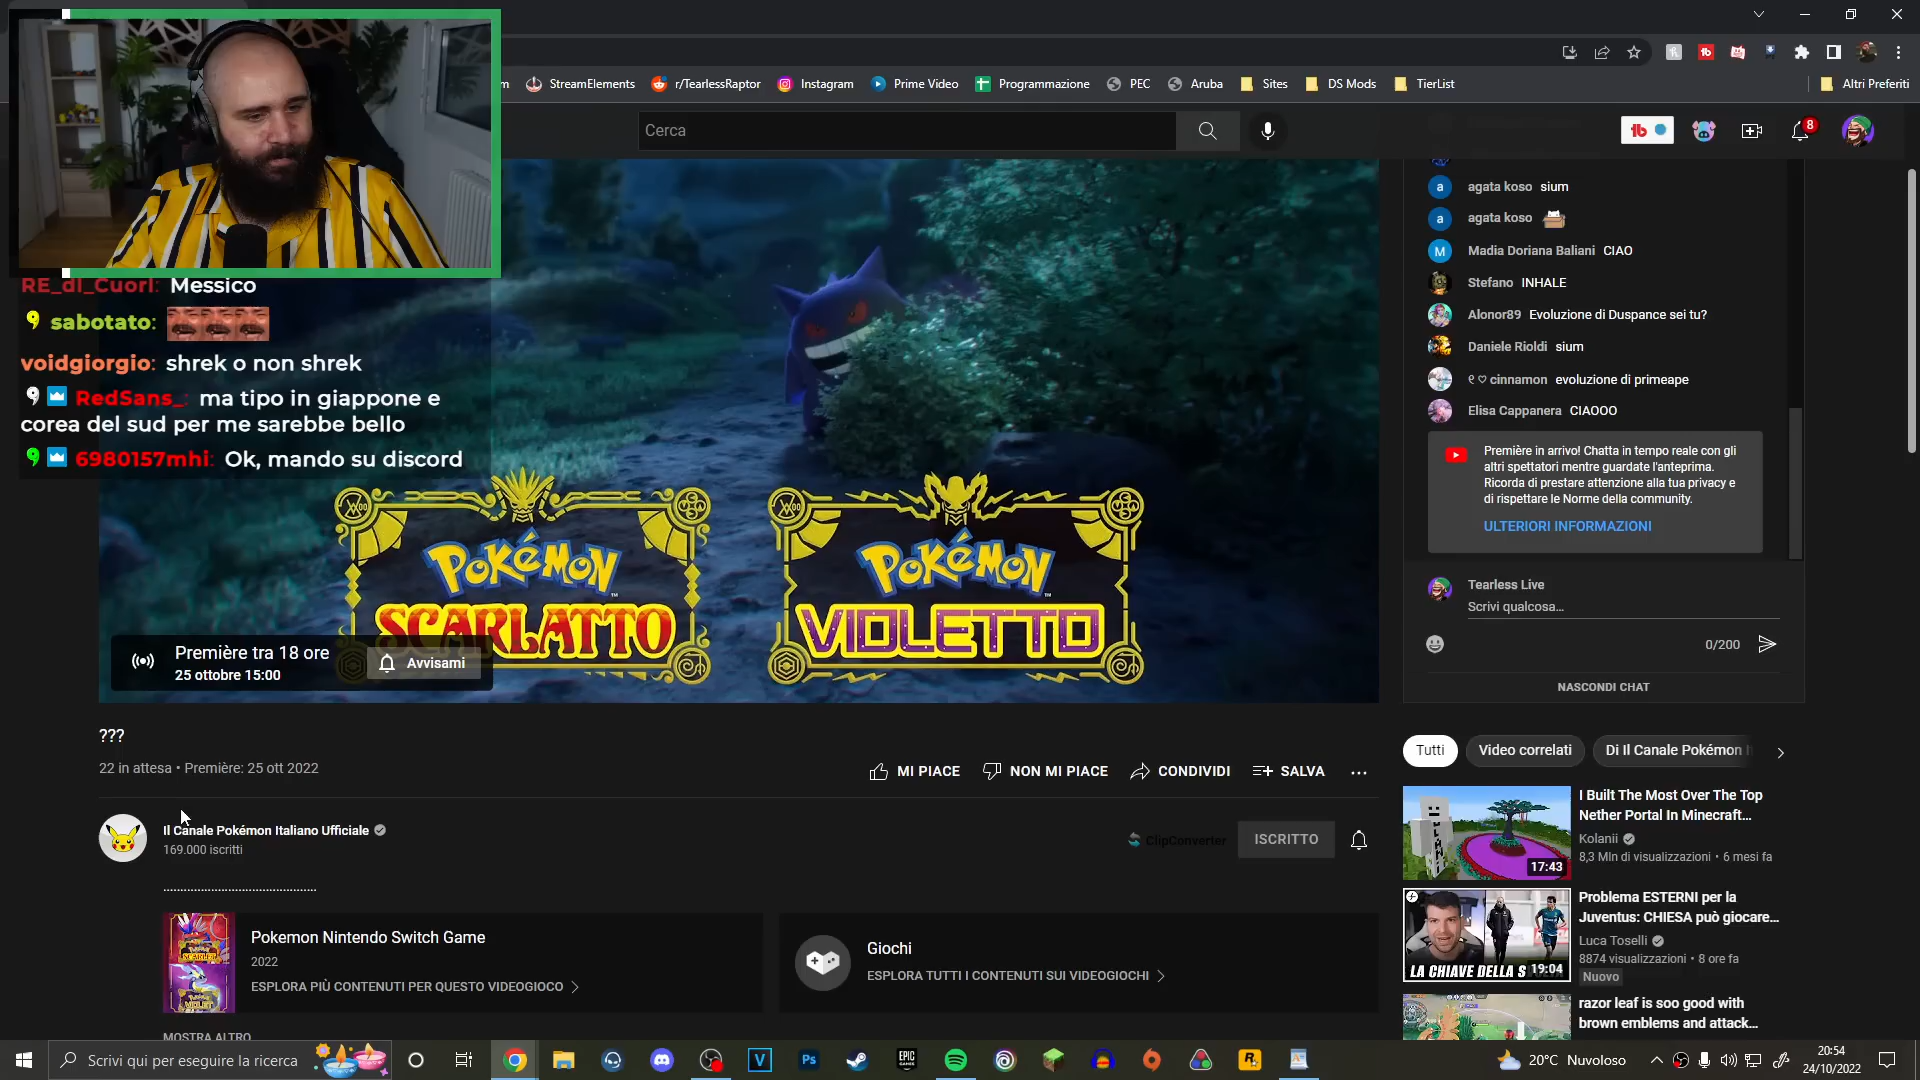 StreamElements
r/TearlessRaptor
Instagram
Prime Video
Programmazione
PEC
Aruba
Sites
DS Mods
TierList
Altri Preferiti
Cerca
8
RE_dI_CuorI: Messico
sabotato:
voidgiorgio: shrek o non shrek
RedSans_: ma tipo in giappone e
corea del sud per me sarebbe bello
6980157mhi: Ok, mando su discord
POKÉMON
SCARLATTO
POKÉMON
VIOLETTO
Première tra 18 ore
25 ottobre 15:00
Avvisami
agata koso sium
agata koso
Madia Doriana Baliani CIAO
Stefano INHALE
Alonor89 Evoluzione di Duspance sei tu?
Daniele Rioldi sium
୧ ♡ cinnamon evoluzione di primeape
Elisa Cappanera CIAOOO
Première in arrivo! Chatta in tempo reale con gli
altri spettatori mentre guardate l'anteprima.
Ricorda di prestare attenzione alla tua privacy e
di rispettare le Norme della community.
ULTERIORI INFORMAZIONI
Tearless Live
Scrivi qualcosa...
0/200
NASCONDI CHAT
???
22 in attesa • Première: 25 ott 2022
MI PIACE
NON MI PIACE
CONDIVIDI
SALVA
Il Canale Pokémon Italiano Ufficiale
169.000 iscritti
ClipConverter
ISCRITTO
.............................................
Pokemon Nintendo Switch Game
2022
ESPLORA PIÙ CONTENUTI PER QUESTO VIDEOGIOCO
Giochi
ESPLORA TUTTI I CONTENUTI SUI VIDEOGIOCHI
MOSTRA ALTRO
Tutti
Video correlati
Di Il Canale Pokémon
I Built The Most Over The Top
Nether Portal In Minecraft...
Kolanii
8,3 Mln di visualizzazioni • 6 mesi fa
17:43
Problema ESTERNI per la
Juventus: CHIESA può giocare...
Luca Toselli
8874 visualizzazioni • 8 ore fa
Nuovo
LA CHIAVE DELLA S
19:04
razor leaf is soo good with
brown emblems and attack...
Scrivi qui per eseguire la ricerca
20°C Nuvoloso
20:54
24/10/2022